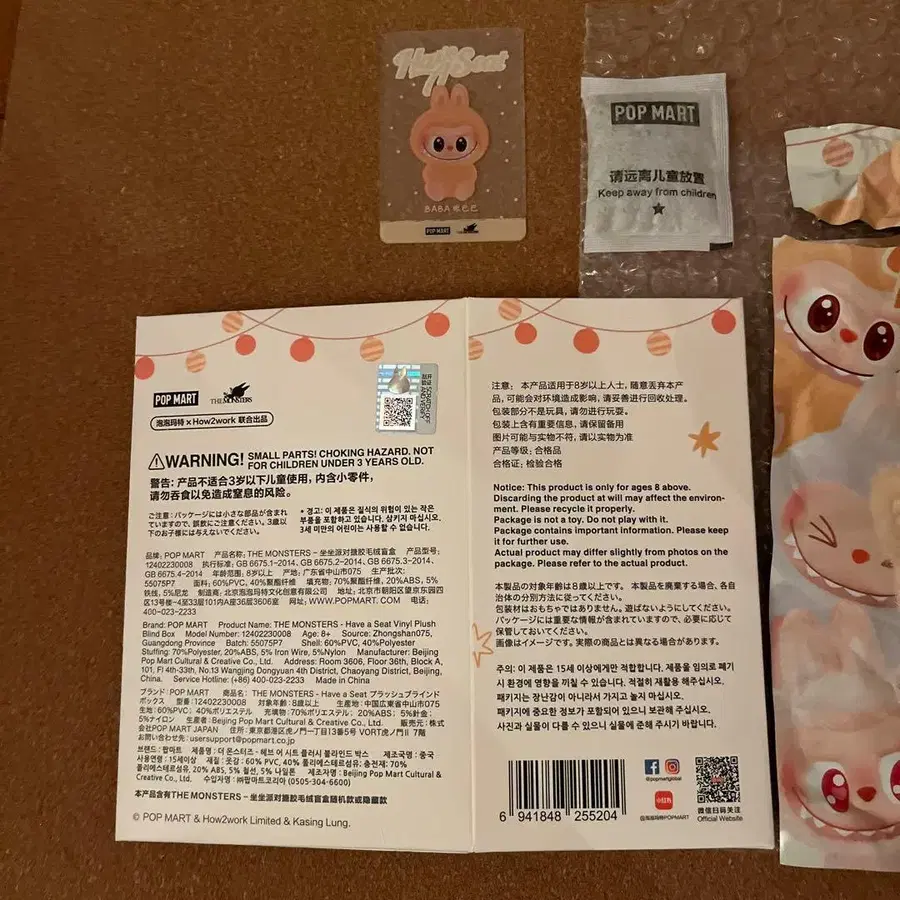 Have a Seat
BABA 巴巴
POP MART
POP MART
请远离儿童放置
Keep away from children
POP MART
THE MONSTERS
泡泡玛特 x How2work 联合出品
刮开验真
SCRATCH OFF AND VERIFY
WARNING! SMALL PARTS! CHOKING HAZARD. NOT
FOR CHILDREN UNDER 3 YEARS OLD.
警告: 产品不适合3岁以下儿童使用, 内含小零件,
请勿吞食以免造成窒息的风险。
ご注意: パッケージには小さな部品が含まれ
ていますので, 誤飲にご注意ください。3歳以
下のお子様には与えないでください。
* 경고: 이 제품은 질식의 위험이 있는 작은
부품을 포함하고 있습니다. 삼키지 마십시오.
3세 미만의 어린이는 사용할 수 없습니다.
品牌: POP MART 产品名称: THE MONSTERS – 坐坐派对搪胶毛绒盲盒 产品型号:
12402230008 执行标准: GB 6675.1–2014、GB 6675.2–2014、GB 6675.3–2014、
GB 6675.4–2014 年龄范围: 8岁以上 产地: 广东省中山市075 生产批次:
55075P7 面料: 60%PVC, 40%聚酯纤维 填充物: 70%聚酯纤维, 20%ABS, 5%
铁线, 5%尼龙 制造商: 北京泡泡玛特文化创意有限公司 地址: 北京市朝阳区望京东园四
区13号楼–4至33层101内A座36层3606室 网址: WWW.POPMART.COM 电话:
400–023–2233
Brand: POP MART Product Name: THE MONSTERS - Have a Seat Vinyl Plush
Blind Box Model Number: 12402230008 Age: 8+ Source: Zhongshan075,
Guangdong Province Batch: 55075P7 Shell: 60%PVC, 40%Polyester
Stuffing: 70%Polyester, 20%ABS, 5% Iron Wire, 5%Nylon Manufacturer: Beijing
Pop Mart Cultural & Creative Co., Ltd. Address: Room 3606, Floor 36th, Block A,
101, Fl 4th-33th, No.13 Wangjing Dongyuan 4th District, Chaoyang District, Beijing,
China. Service Hotline: (+86) 400-023-2233 Made in China
ブランド: POP MART 商品名: THE MONSTERS - Have a Seat プラッシュブラインド
ボックス 型番: 12402230008 対象年齢: 8歳以上 生産地: 中国広東省中山市075
生地: 60%PVC; 40%ポリエステル 充填物: 70%ポリエステル; 20%ABS; 5%針金;
5%ナイロン 生産者: Beijing Pop Mart Cultural & Creative Co., Ltd. 販売元: 株式会
社POP MART JAPAN 住所: 東京都港区虎ノ門一丁目13番5号 VORT虎ノ門Ⅱ 7階
お問い合わせ先: usersupport@popmart.co.jp
브랜드: 팝마트 제품명: 더 몬스터즈 - 해브 어 시트 플러시 블라인드 박스 제조국명: 중국
사용연령: 15세이상 재질: 겉감: 60% PVC, 40% 폴리에스테르섬유, 충전재: 70%
폴리에스테르섬유, 20% ABS, 5% 철선, 5% 나일론 제조자명: Beijing Pop Mart Cultural &
Creative Co., Ltd. 수입자명: ㈜팝마트코리아 (0505-304-6600)
本产品含有THE MONSTERS – 坐坐派对搪胶毛绒盲盒随机款或隐藏款
© POP MART & How2work Limited & Kasing Lung.
注意: 本产品适用于8岁以上人士, 随意丢弃本产
品, 可能会对环境造成影响, 请妥善进行回收处理。
包装部分不是玩具, 请勿进行玩耍。
包装上含有重要信息, 请保留备用
图片可能与实物不符, 请以实物为准
产品等级: 合格品
合格证: 检验合格
Notice: This product is only for ages 8 above.
Discarding the product at will may affect the environ-
ment. Please recycle it properly.
Package is not a toy. Do not play with it.
Package contains important information. Please keep
it for further use.
Actual product may differ slightly from photos on the
package. Please refer to the actual product.
本製品の対象年齢は8歳以上です。 本製品を廃棄する場合、各自
治体の分別方法に従ってください。
包装材はおもちゃではありません。遊ばないようにしてください。
パッケージには重要な情報が含まれていますので、必要に応じて
保管しておいてください。
画像はイメージです。実際の商品とは異なる場合があります。
주의: 이 제품은 15세 이상에게만 적합합니다. 제품을 임의로 폐기
시 환경에 영향을 끼칠 수 있습니다. 적절히 재활용 해주십시오.
패키지는 장난감이 아니라서 가지고 놀지 마십시오.
패키지에 중요한 정보가 포함되어 있으니 보관해 주십시오.
사진과 실물이 다를 수 있으니 실물에 준해 주시기 바랍니다.
6 941848 255204
@popmartglobal
小红书
@泡泡玛特POPMART
微信扫码关注
Official Website